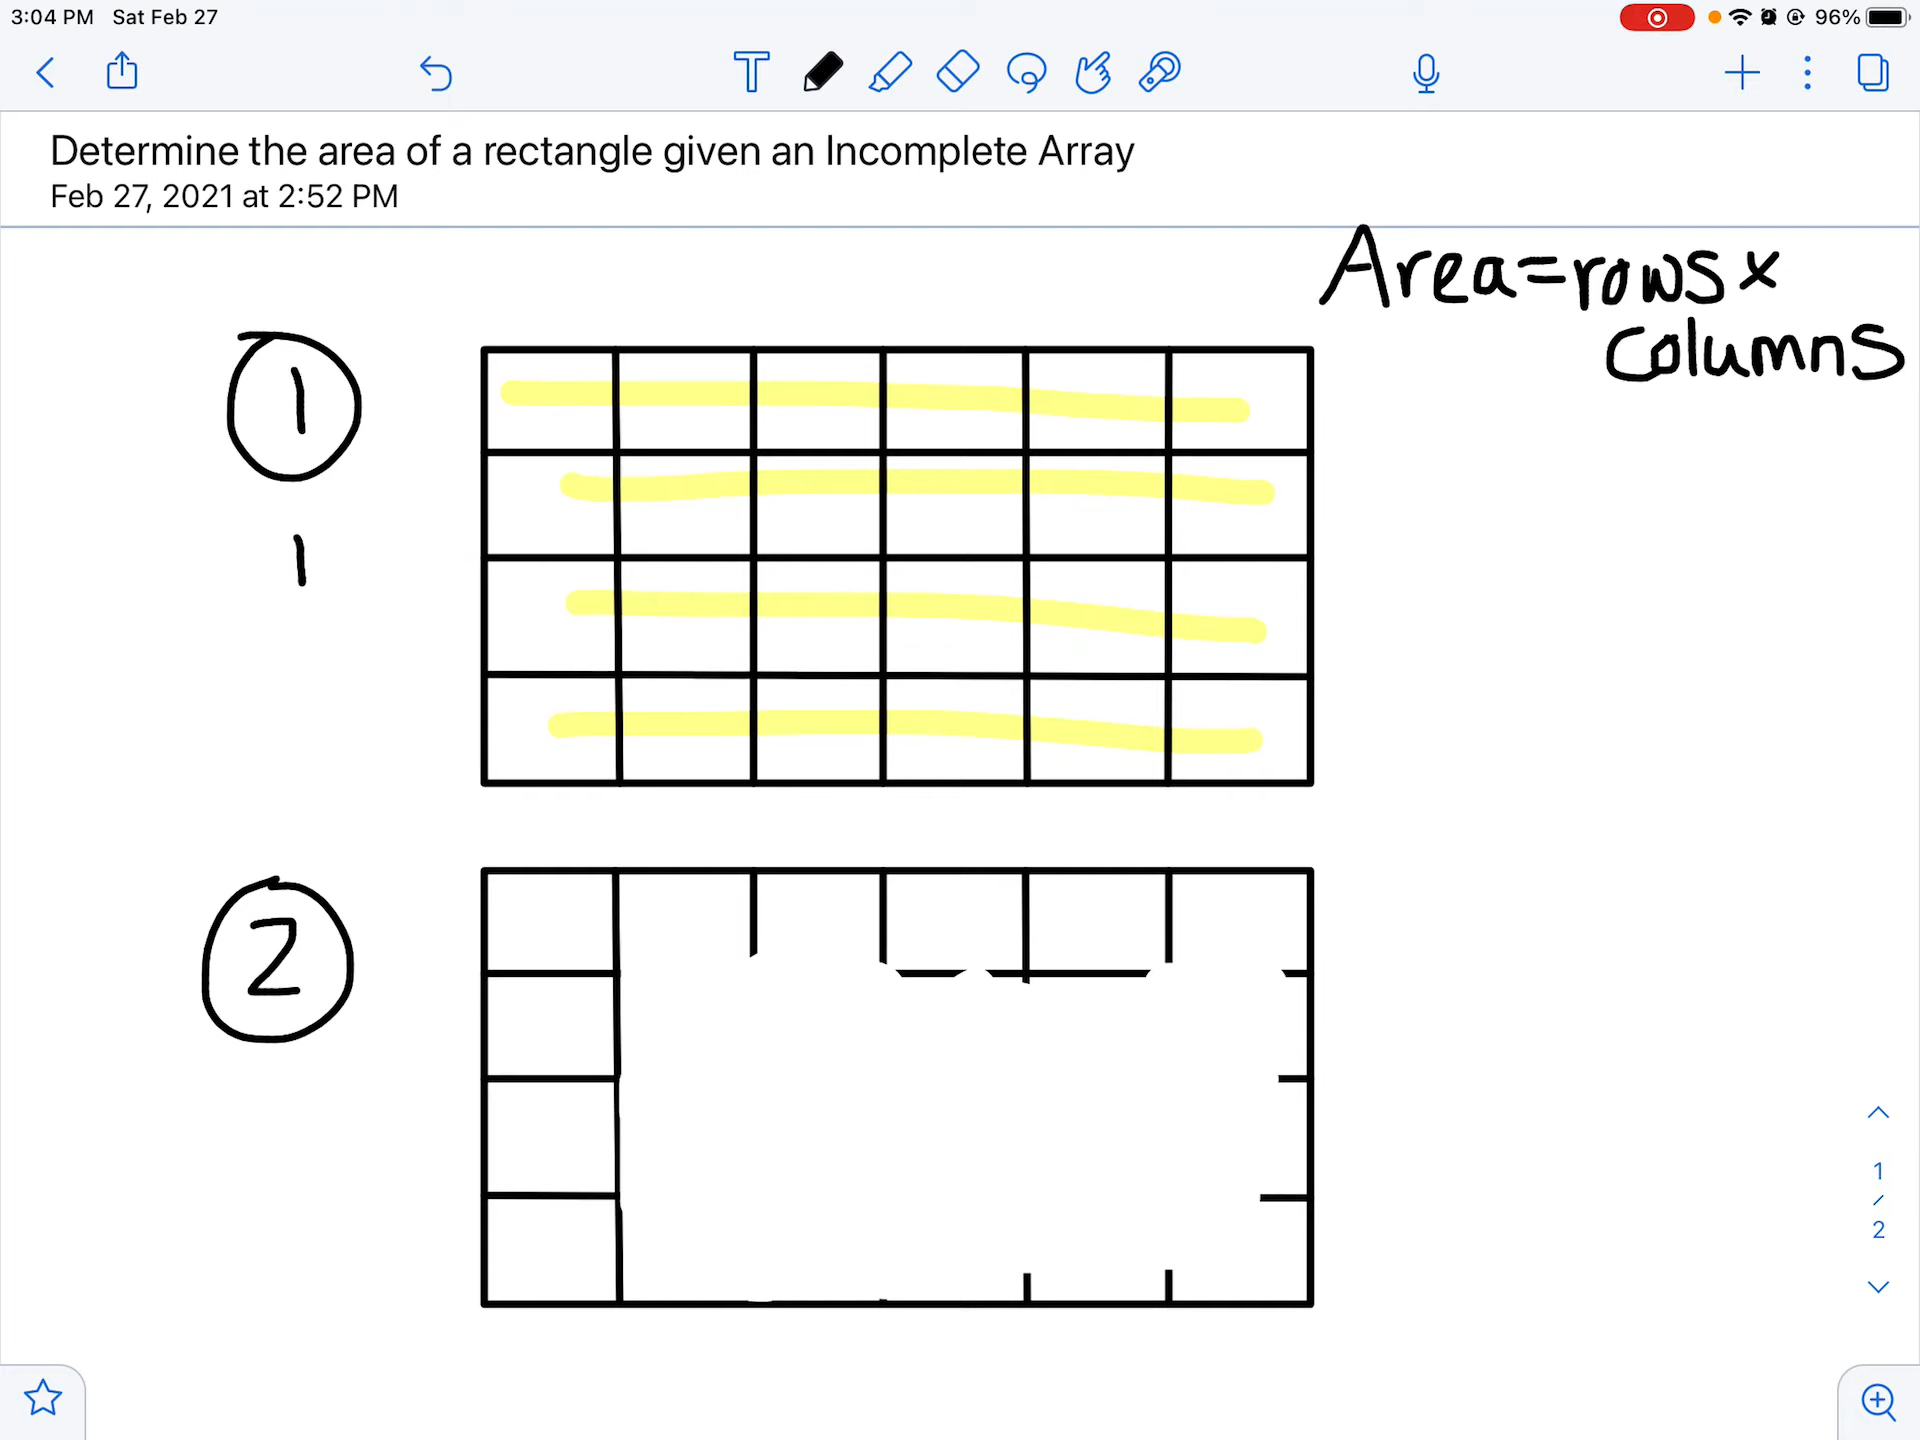 3:04 PM Sat Feb 27
96%
T
Determine the area of a rectangle given an Incomplete Array
Feb 27, 2021 at 2:52 PM
Area=rows x
columns
1
1
2
1
/
2